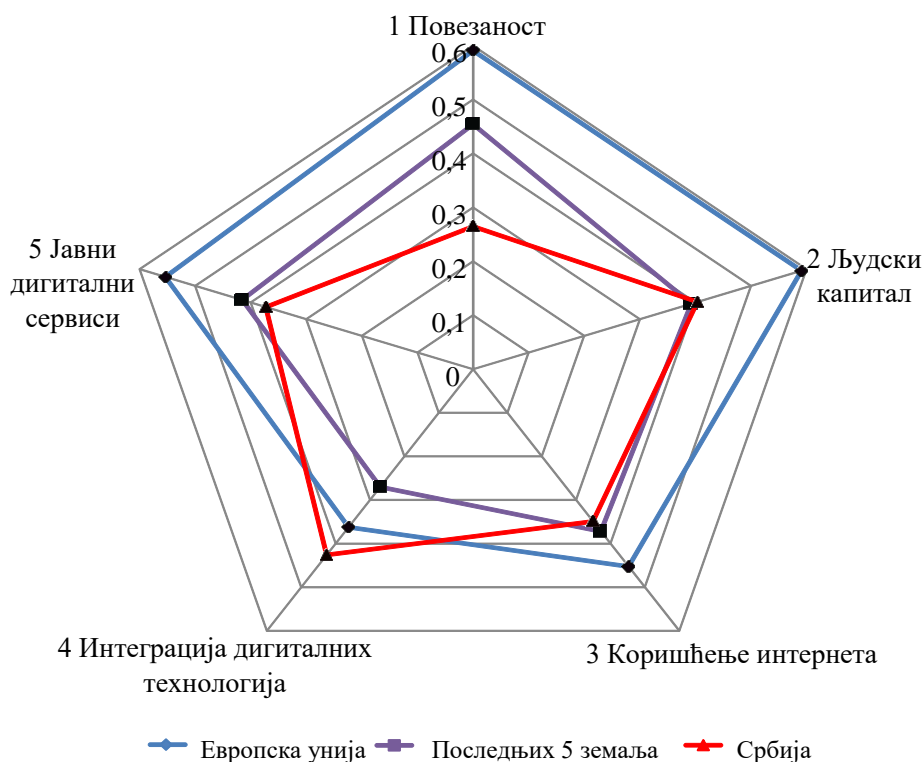 1 Повезаност
0,6
0,5
0,4
0,3
0,2
0,1
0
2 Људски
капитал
3 Коришћење интернета
4 Интеграција дигиталних
технологија
5 Јавни
дигитални
сервиси
Европска унија
Последњих 5 земаља
Србија